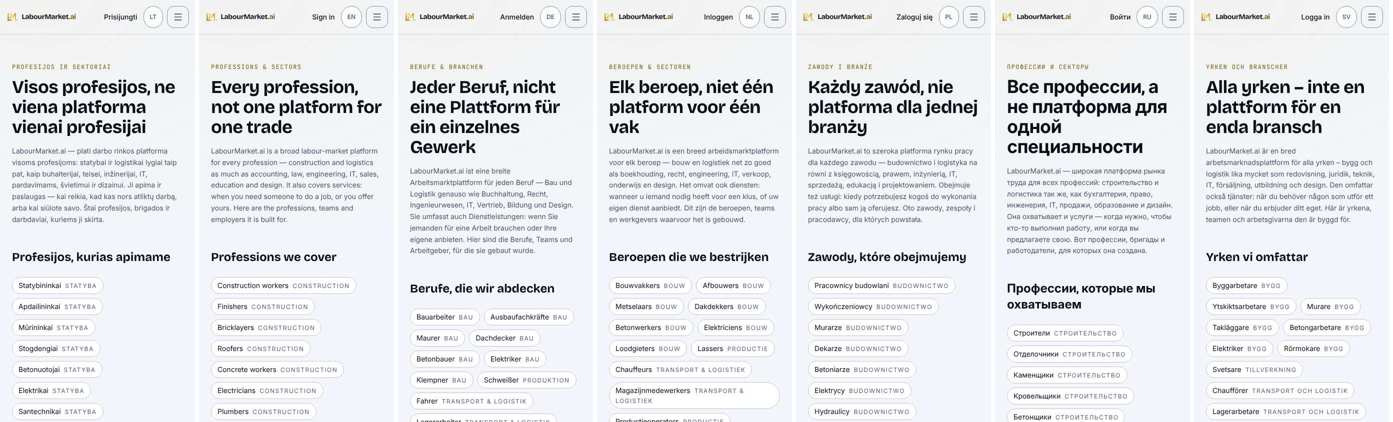 LabourMarket.ai
Prisijungti
LT
PROFESIJOS IR SEKTORIAI
Visos profesijos, ne
viena platforma
vienai profesijai
LabourMarket.ai — plati darbo rinkos platforma
visoms profesijoms: statybai ir logistikai lygiai taip
pat, kaip buhalterijai, teisei, inžinerijai, IT,
pardavimams, švietimui ir dizainui. Ji apima ir
paslaugas — kai reikia, kad kas nors atliktų darbą,
arba kai siūlote savo. Štai profesijos, brigados ir
darbdaviai, kuriems ji skirta.
Profesijos, kurias apimame
Statybininkai STATYBA
Apdailininkai STATYBA
Mūrininkai STATYBA
Stogdengiai STATYBA
Betonuotojai STATYBA
Elektrikai STATYBA
Santechnikai STATYBA
LabourMarket.ai
Sign in
EN
PROFESSIONS & SECTORS
Every profession,
not one platform for
one trade
LabourMarket.ai is a broad labour-market platform
for every profession — construction and logistics
as much as accounting, law, engineering, IT, sales,
education and design. It also covers services:
when you need someone to do a job, or you offer
yours. Here are the professions, teams and
employers it is built for.
Professions we cover
Construction workers CONSTRUCTION
Finishers CONSTRUCTION
Bricklayers CONSTRUCTION
Roofers CONSTRUCTION
Concrete workers CONSTRUCTION
Electricians CONSTRUCTION
Plumbers CONSTRUCTION
LabourMarket.ai
Anmelden
DE
BERUFE & BRANCHEN
Jeder Beruf, nicht
eine Plattform für
ein einzelnes
Gewerk
LabourMarket.ai ist eine breite
Arbeitsmarktplattform für jeden Beruf — Bau und
Logistik genauso wie Buchhaltung, Recht,
Ingenieurwesen, IT, Vertrieb, Bildung und Design.
Sie umfasst auch Dienstleistungen: wenn Sie
jemanden für eine Arbeit brauchen oder Ihre
eigene anbieten. Hier sind die Berufe, Teams und
Arbeitgeber, für die sie gebaut wurde.
Berufe, die wir abdecken
Bauarbeiter BAU Ausbaufachkräfte BAU
Maurer BAU Dachdecker BAU
Betonbauer BAU Elektriker BAU
Klempner BAU Schweißer PRODUKTION
Fahrer TRANSPORT & LOGISTIK
Lagerarbeiter TRANSPORT & LOGISTIK
LabourMarket.ai
Inloggen
NL
BEROEPEN & SECTOREN
Elk beroep, niet één
platform voor één
vak
LabourMarket.ai is een breed arbeidsmarktplatform
voor elk beroep — bouw en logistiek net zo goed
als boekhouding, recht, engineering, IT, verkoop,
onderwijs en design. Het omvat ook diensten:
wanneer u iemand nodig heeft voor een klus, of uw
eigen dienst aanbiedt. Dit zijn de beroepen, teams
en werkgevers waarvoor het is gebouwd.
Beroepen die we bestrijken
Bouwvakkers BOUW Afbouwers BOUW
Metselaars BOUW Dakdekkers BOUW
Betonwerkers BOUW Elektriciens BOUW
Loodgieters BOUW Lassers PRODUCTIE
Chauffeurs TRANSPORT & LOGISTIEK
Magazijnmedewerkers TRANSPORT &
LOGISTIEK
Productieoperators PRODUCTIE
LabourMarket.ai
Zaloguj się
PL
ZAWODY I BRANŻE
Każdy zawód, nie
platforma dla jednej
branży
LabourMarket.ai to szeroka platforma rynku pracy
dla każdego zawodu — budownictwo i logistyka na
równi z księgowością, prawem, inżynierią, IT,
sprzedażą, edukacją i projektowaniem. Obejmuje
też usługi: kiedy potrzebujesz kogoś do wykonania
pracy albo sam ją oferujesz. Oto zawody, zespoły i
pracodawcy, dla których powstała.
Zawody, które obejmujemy
Pracownicy budowlani BUDOWNICTWO
Wykończeniowcy BUDOWNICTWO
Murarze BUDOWNICTWO
Dekarze BUDOWNICTWO
Betoniarze BUDOWNICTWO
Elektrycy BUDOWNICTWO
Hydraulicy BUDOWNICTWO
LabourMarket.ai
Войти
RU
ПРОФЕССИИ И СЕКТОРЫ
Все профессии, а
не платформа для
одной
специальности
LabourMarket.ai — широкая платформа рынка
труда для всех профессий: строительство и
логистика так же, как бухгалтерия, право,
инженерия, IT, продажи, образование и дизайн.
Она охватывает и услуги — когда нужно, чтобы
кто-то выполнил работу, или когда вы
предлагаете свою. Вот профессии, бригады и
работодатели, для которых она создана.
Профессии, которые мы
охватываем
Строители СТРОИТЕЛЬСТВО
Отделочники СТРОИТЕЛЬСТВО
Каменщики СТРОИТЕЛЬСТВО
Кровельщики СТРОИТЕЛЬСТВО
Бетонщики СТРОИТЕЛЬСТВО
LabourMarket.ai
Logga in
SV
YRKEN OCH BRANSCHER
Alla yrken – inte en
plattform för en
enda bransch
LabourMarket.ai är en bred
arbetsmarknadsplattform för alla yrken – bygg och
logistik lika mycket som redovisning, juridik, teknik,
IT, försäljning, utbildning och design. Den omfattar
också tjänster: när du behöver någon som utför ett
jobb, eller när du erbjuder ditt eget. Här är yrkena,
teamen och arbetsgivarna den är byggd för.
Yrken vi omfattar
Byggarbetare BYGG
Ytskiktsarbetare BYGG Murare BYGG
Takläggare BYGG Betongarbetare BYGG
Elektriker BYGG Rörmokare BYGG
Svetsare TILLVERKNING
Chaufförer TRANSPORT OCH LOGISTIK
Lagerarbetare TRANSPORT OCH LOGISTIK